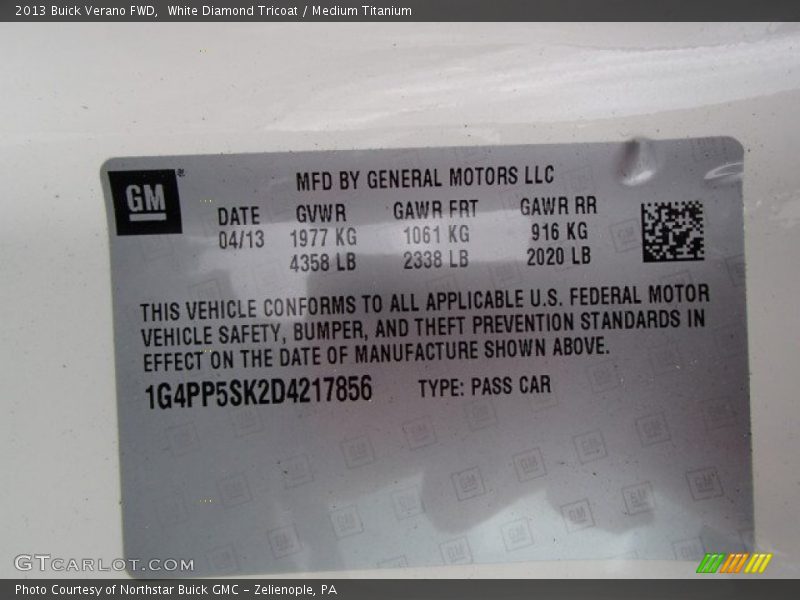 2013 Buick Verano FWD,  White Diamond Tricoat / Medium Titanium
GM®
MFD BY GENERAL MOTORS LLC
DATE GVWR GAWR FRT GAWR RR
04/13 1977 KG 1061 KG 916 KG
4358 LB 2338 LB 2020 LB
THIS VEHICLE CONFORMS TO ALL APPLICABLE U.S. FEDERAL MOTOR
VEHICLE SAFETY, BUMPER, AND THEFT PREVENTION STANDARDS IN
EFFECT ON THE DATE OF MANUFACTURE SHOWN ABOVE.
1G4PP5SK2D4217856 TYPE: PASS CAR
GTCARLOT.COM
Photo Courtesy of Northstar Buick GMC – Zelienople, PA